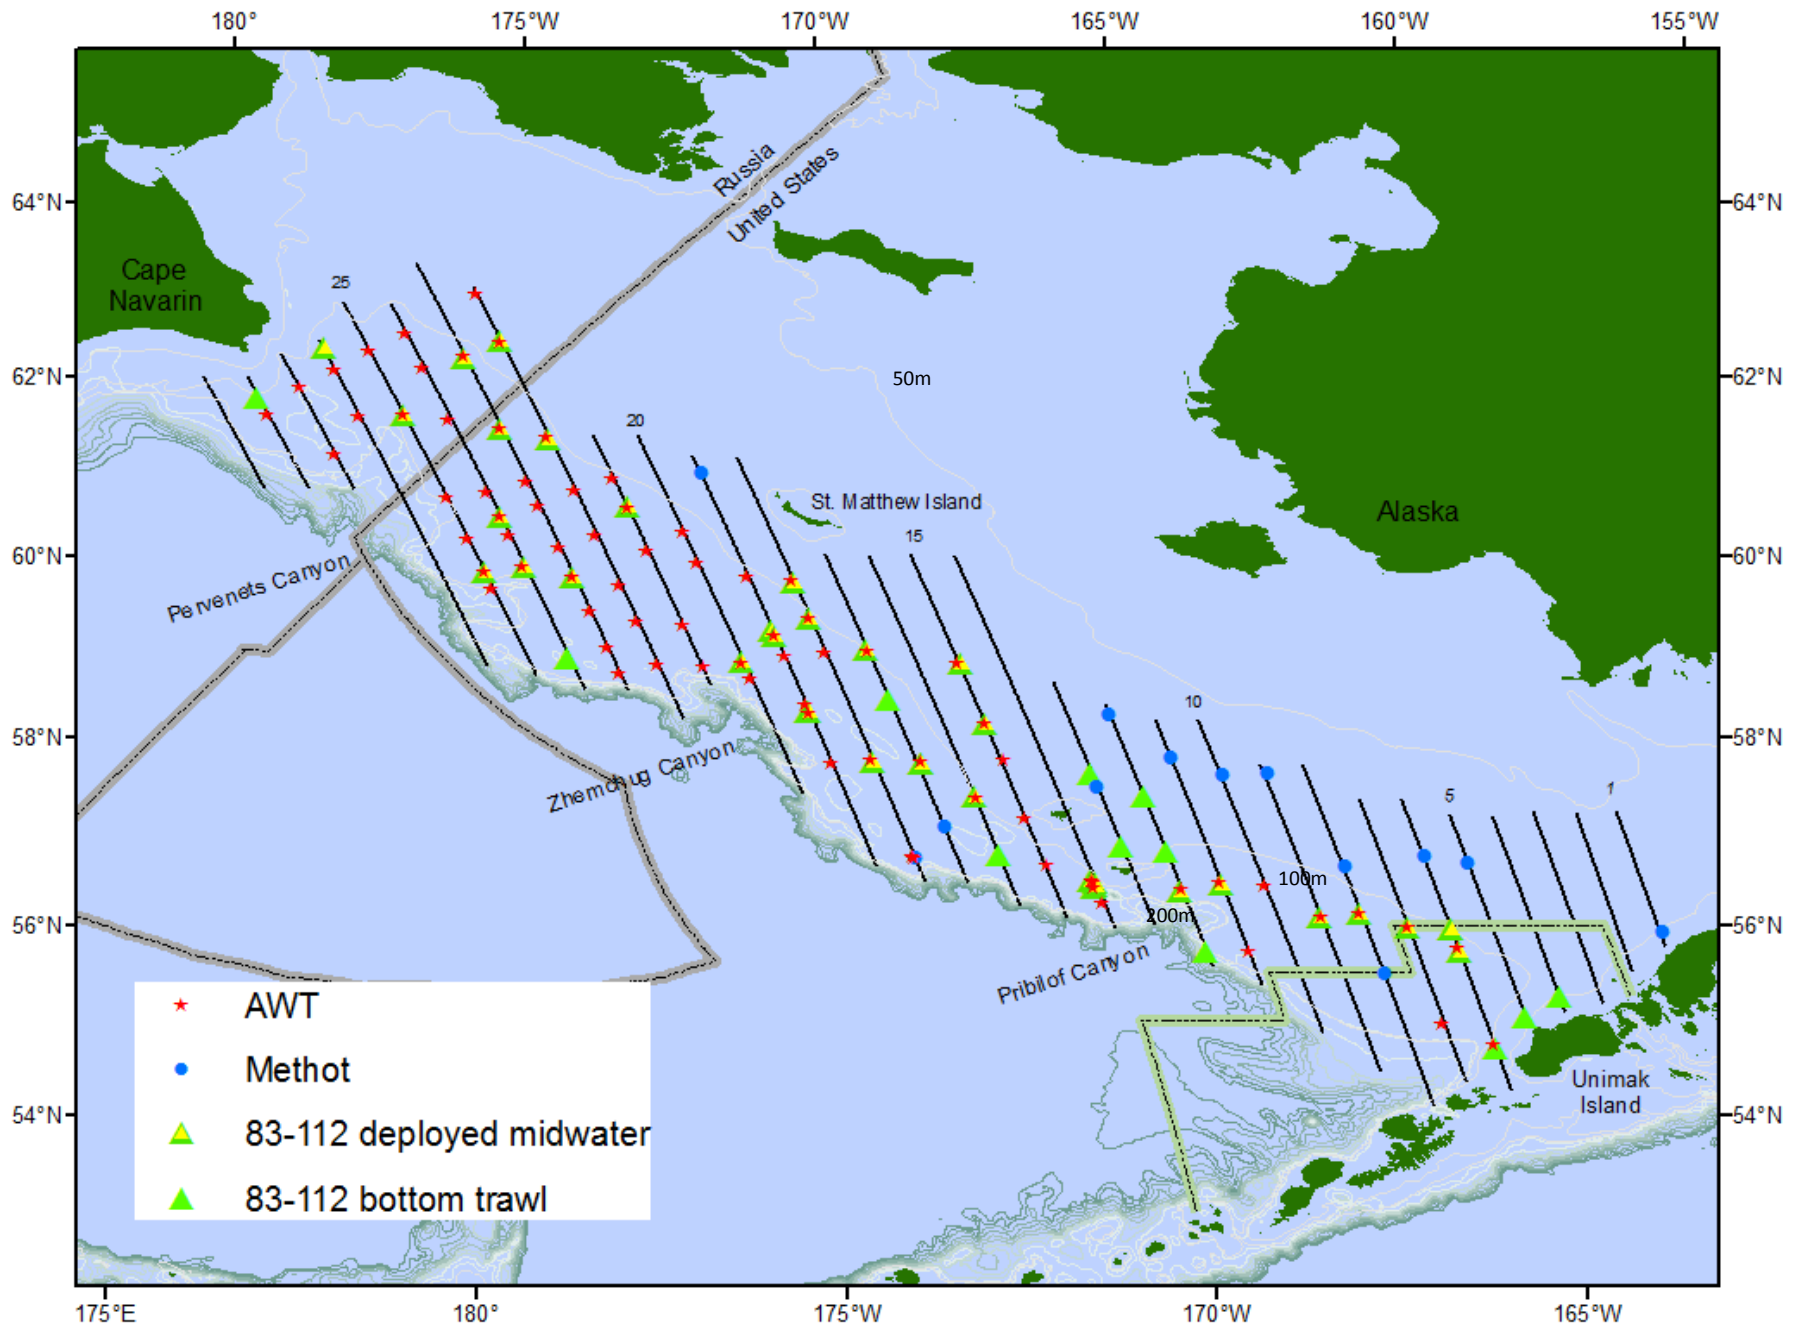 180° 175°W 170°W 165°W 160°W 155°W
64°N 64°N
62°N 62°N
60°N 60°N
58°N 58°N
56°N 56°N
54°N 54°N
175°E 180° 175°W 170°W 165°W
Russia
United States
Cape
Navarin
25
50m
20
St. Matthew Island
Alaska
15
Pervenets Canyon
10
Zhemchug Canyon
5
1
100m
200m
Pribilof Canyon
Unimak
Island
AWT
Methot
83-112 deployed midwater
83-112 bottom trawl